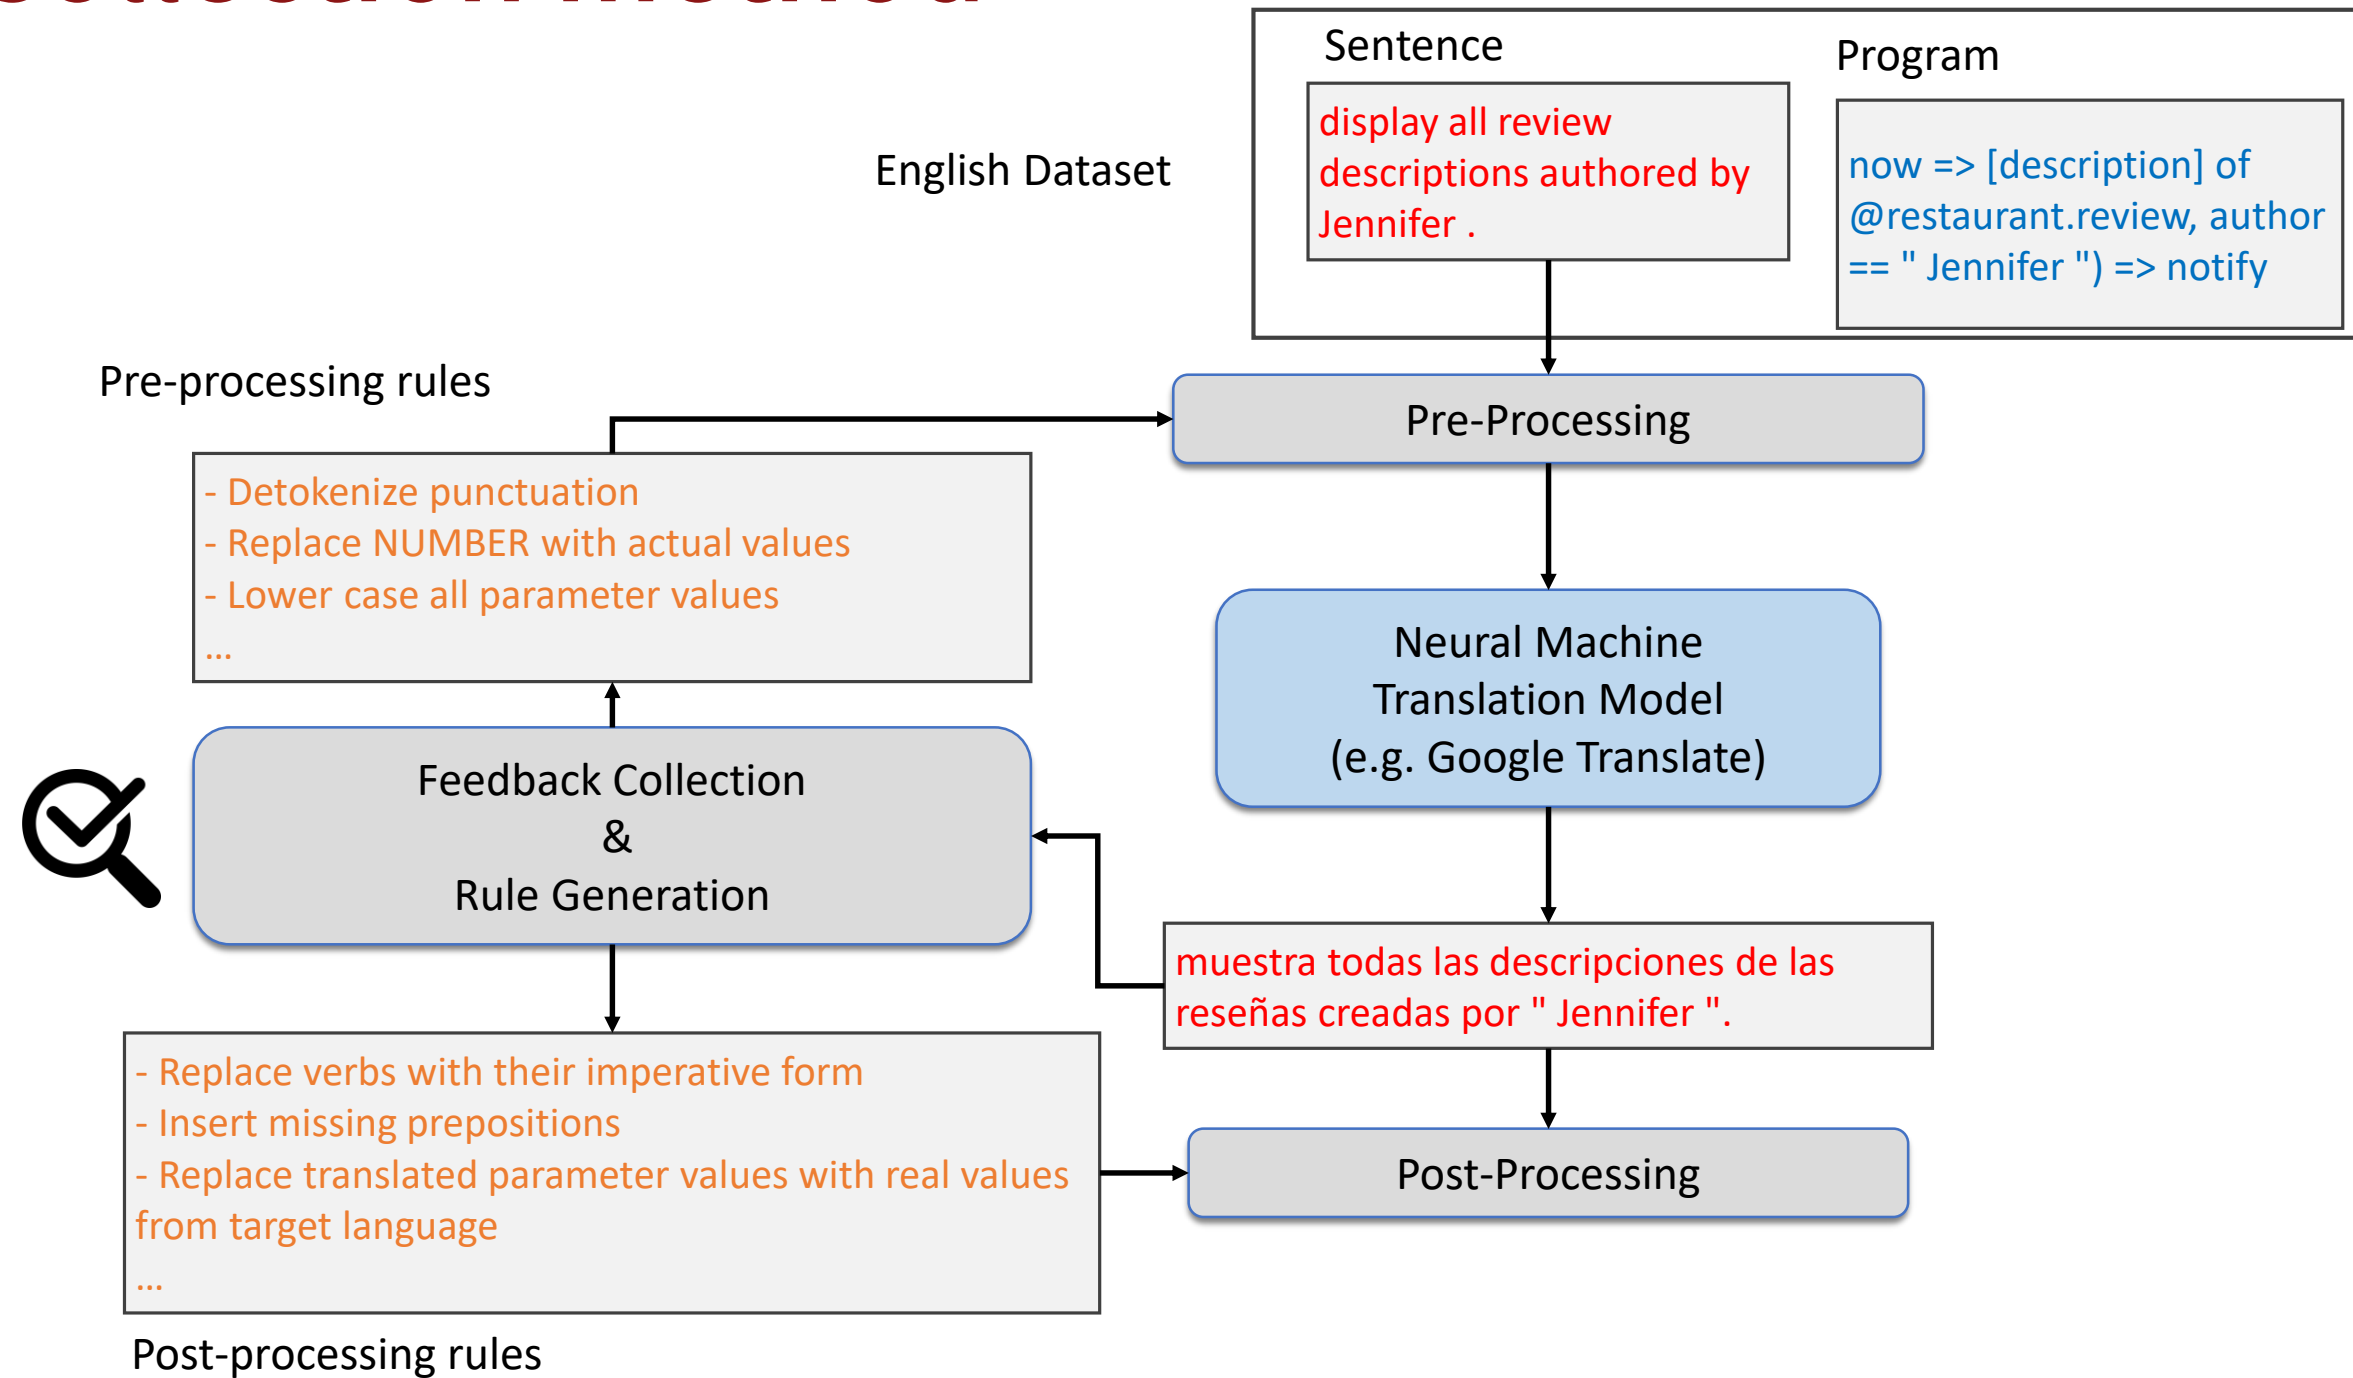 Sentence
Program
display all review
descriptions authored by
Jennifer .
now => [description] of
@restaurant.review, author
== " Jennifer ") => notify
English Dataset
Pre-processing rules
Pre-Processing
- Detokenize punctuation
- Replace NUMBER with actual values
- Lower case all parameter values
...
Neural Machine
Translation Model
(e.g. Google Translate)
Feedback Collection
&
Rule Generation
muestra todas las descripciones de las
reseñas creadas por " Jennifer ".
- Replace verbs with their imperative form
- Insert missing prepositions
- Replace translated parameter values with real values
from target language
...
Post-Processing
Post-processing rules